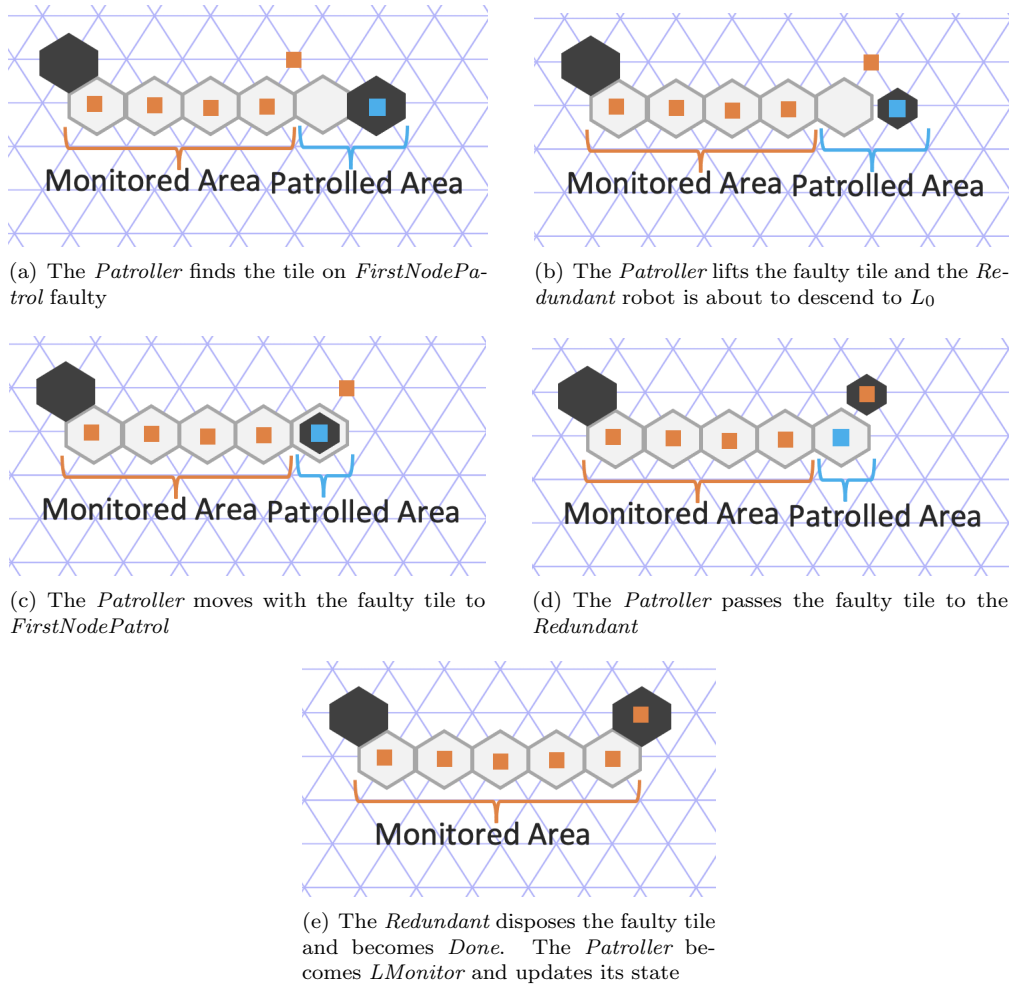 Monitored Area Patrolled Area
(a) The Patroller finds the tile on FirstNodePa-
trol faulty
Monitored Area Patrolled Area
(b) The Patroller lifts the faulty tile and the Re-
dundant robot is about to descend to L₀
Monitored Area Patrolled Area
(c) The Patroller moves with the faulty tile to
FirstNodePatrol
Monitored Area Patrolled Area
(d) The Patroller passes the faulty tile to the
Redundant
Monitored Area
(e) The Redundant disposes the faulty tile
and becomes Done. The Patroller be-
comes LMonitor and updates its state